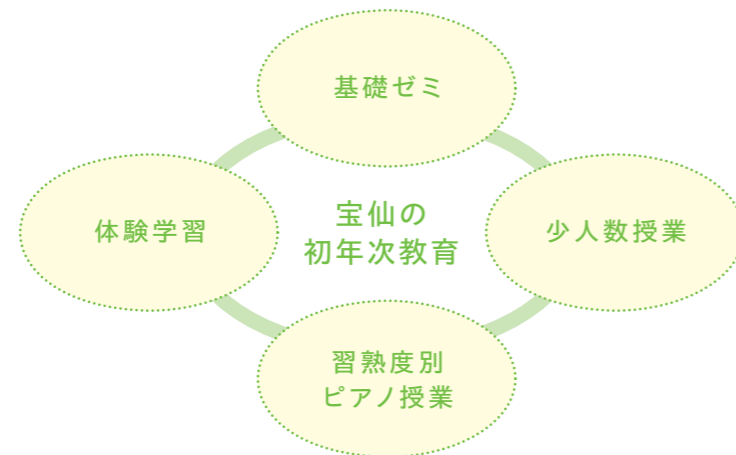 基礎ゼミ
体験学習
宝仙の
初年次教育
少人数授業
習熟度別
ピアノ授業